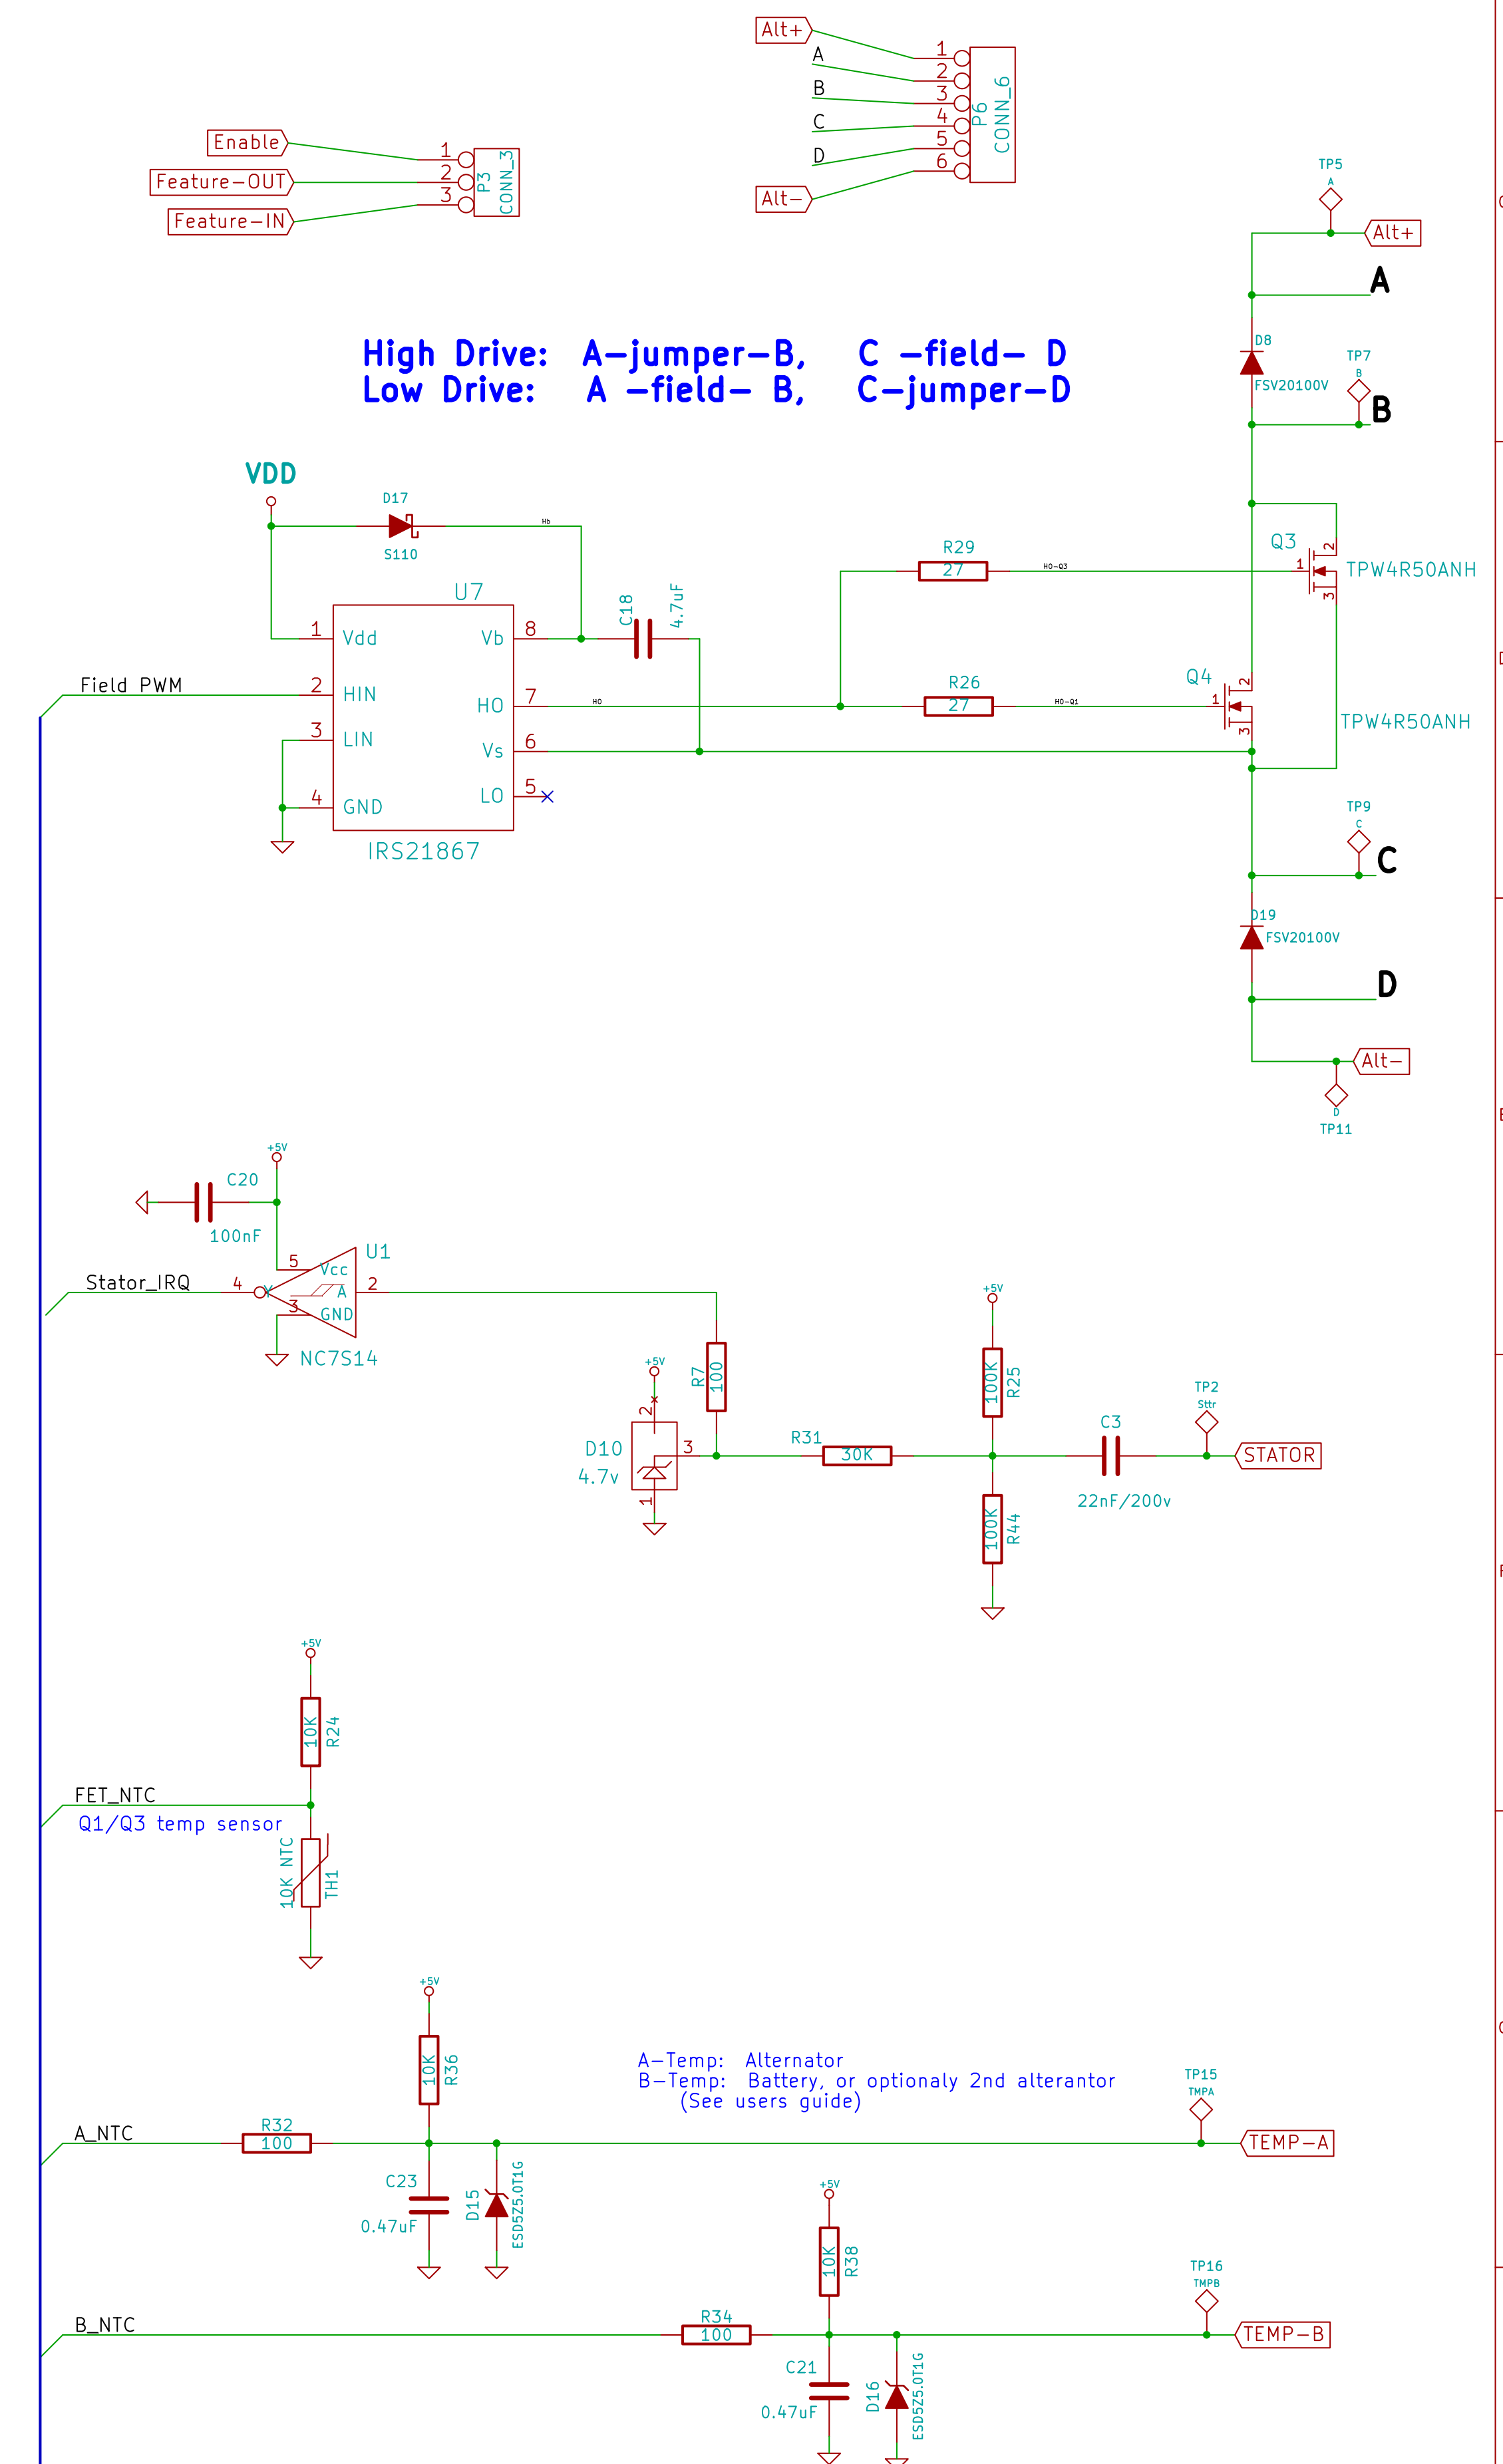 Alt+
A
B
C
D
Alt-
1
2
3
4
5
6
P6
CONN_6
Enable
Feature-OUT
Feature-IN
1
2
3
P3
CONN_3
TP5
A
Alt+
A
D8
FSV20100V
TP7
B
B
High Drive: A-jumper-B, C -field- D
Low Drive: A -field- B, C-jumper-D
VDD
D17
S110
Hb
U7
C18
4.7uF
1
Vdd
Vb
8
Field PWM
2
HIN
HO
7
3
LIN
Vs
6
4
GND
LO
5
IRS21867
HO
R29
27
HO-Q3
R26
27
HO-Q1
Q3
1
2
3
TPW4R50ANH
Q4
1
2
3
TPW4R50ANH
TP9
C
C
D19
FSV20100V
D
Alt-
D
TP11
+5V
C20
100nF
U1
5
Vcc
Stator_IRQ
4
Y
A
2
3
GND
NC7S14
+5V
R7
100
D10
4.7v
2
3
1
R31
30K
+5V
100K
R25
100K
R44
C3
22nF/200v
TP2
Sttr
STATOR
+5V
10K
R24
FET_NTC
Q1/Q3 temp sensor
10K NTC
TH1
+5V
10K
R36
A-Temp: Alternator
B-Temp: Battery, or optionaly 2nd alterantor
(See users guide)
TP15
TMPA
A_NTC
R32
100
TEMP-A
C23
0.47uF
D15
ESD5Z5.0T1G
+5V
10K
R38
TP16
TMPB
B_NTC
R34
100
TEMP-B
C21
0.47uF
D16
ESD5Z5.0T1G